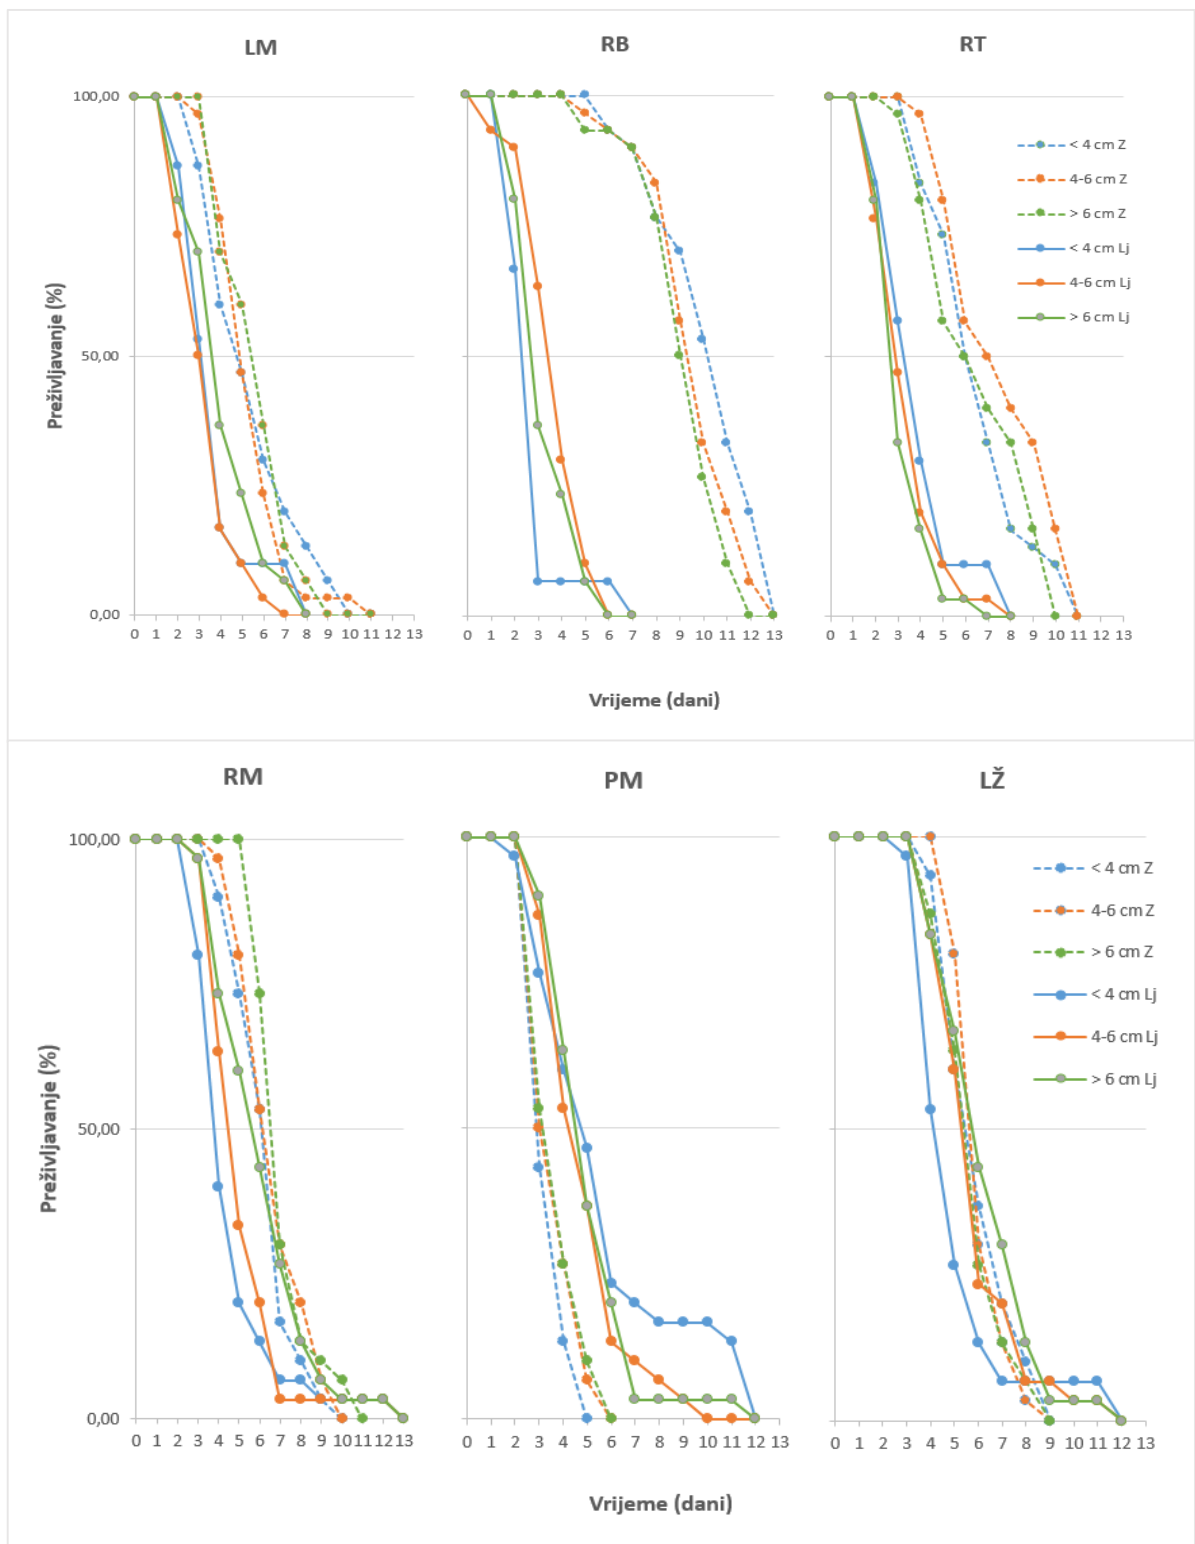 LM RB RT
100,00
50,00
0,00
Preživljavanje (%)
0 1 2 3 4 5 6 7 8 9 10 11 12 13
0 1 2 3 4 5 6 7 8 9 10 11 12 13
0 1 2 3 4 5 6 7 8 9 10 11 12 13
< 4 cm Z
4-6 cm Z
> 6 cm Z
< 4 cm Lj
4-6 cm Lj
> 6 cm Lj
Vrijeme (dani)
RM PM LŽ
100,00
50,00
0,00
Preživljavanje (%)
0 1 2 3 4 5 6 7 8 9 10 11 12 13
0 1 2 3 4 5 6 7 8 9 10 11 12 13
0 1 2 3 4 5 6 7 8 9 10 11 12 13
< 4 cm Z
4-6 cm Z
> 6 cm Z
< 4 cm Lj
4-6 cm Lj
> 6 cm Lj
Vrijeme (dani)